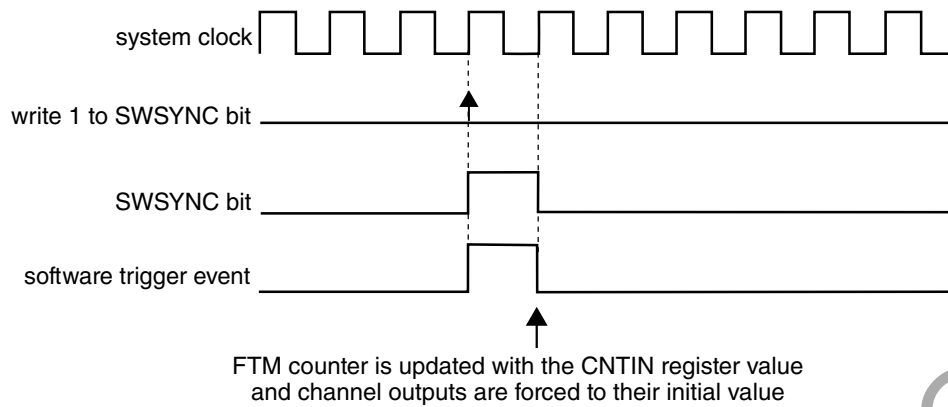 system clock
write 1 to SWSYNC bit
SWSYNC bit
software trigger event
FTM counter is updated with the CNTIN register value
and channel outputs are forced to their initial value